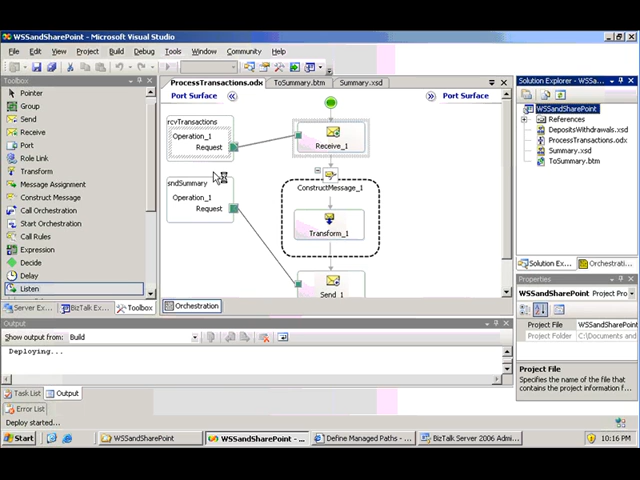 WSSandSharePoint - Microsoft Visual Studio
File Edit View Project Build Debug Tools Window Community Help
Toolbox
Pointer
Group
Send
Receive
Port
Role Link
Transform
Message Assignment
Construct Message
Call Orchestration
Start Orchestration
Call Rules
Expression
Decide
Delay
Listen
Server Ex... BizTalk Ex... Toolbox
ProcessTransactions.odx ToSummary.btm Summary.xsd
Port Surface Port Surface
rcvTransactions
Operation_1
Request
sndSummary
Operation_1
Request
Receive_1
ConstructMessage_1
Transform_1
Send_1
Orchestration
Solution Explorer - WSSa...
WSSandSharePoint
References
DepositsWithdrawals.xsd
ProcessTransactions.odx
Summary.xsd
ToSummary.btm
Solution Ex... Orchestrati...
Properties
WSSandSharePoint Project Pro
Project File WSSandSharePoint
Project Folder C:\Documents and
Project File
Specifies the name of the file that
contains the project information f...
Output
Show output from: Build
Deploying...
Task List Output
Error List
Deploy started...
Start WSSandSharePoint WSSandSharePoint - ... Define Managed Paths - ... BizTalk Server 2006 Admi... 10:16 PM